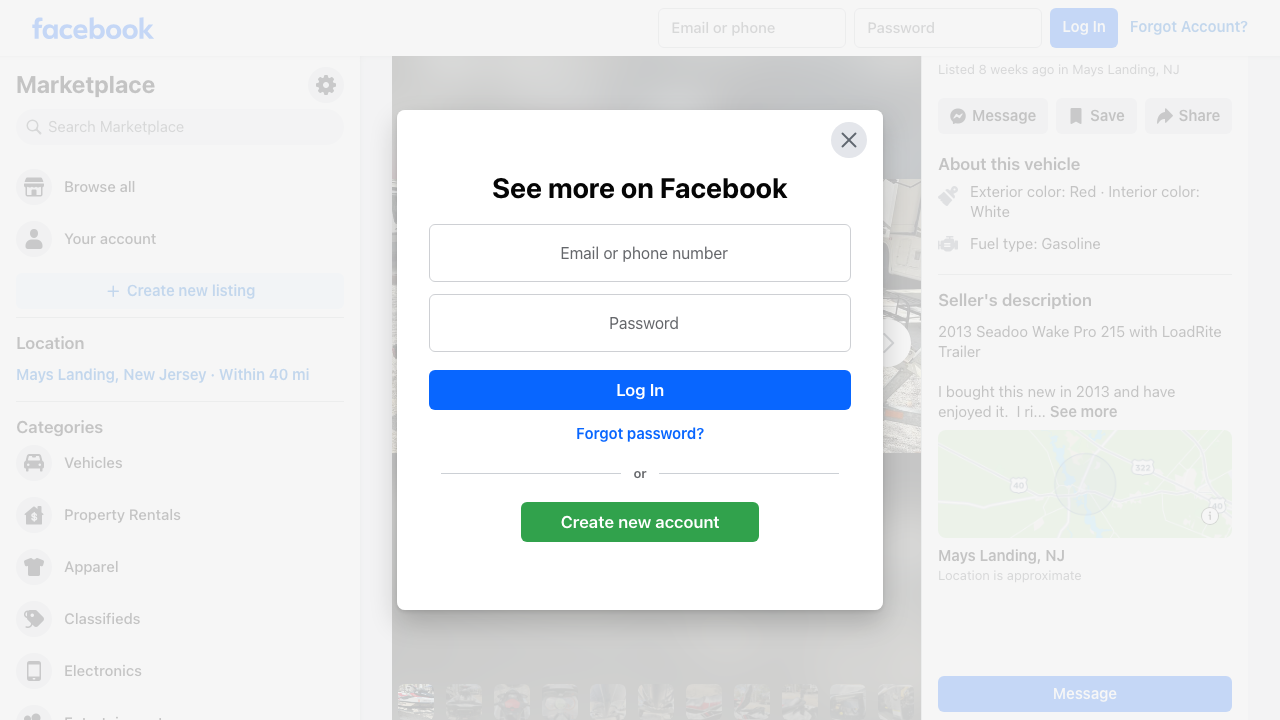 facebook
Email or phone
Password
Log In
Forgot Account?
Marketplace
Search Marketplace
Browse all
Your account
Create new listing
Location
Mays Landing, New Jersey · Within 40 mi
Categories
Vehicles
Property Rentals
Apparel
Classifieds
Electronics
See more on Facebook
Email or phone number
Password
Log In
Forgot password?
or
Create new account
Listed 8 weeks ago in Mays Landing, NJ
Message
Save
Share
About this vehicle
Exterior color: Red · Interior color:
White
Fuel type: Gasoline
Seller's description
2013 Seadoo Wake Pro 215 with LoadRite
Trailer
I bought this new in 2013 and have
enjoyed it. I ri... See more
322
40
40
Mays Landing, NJ
Location is approximate
Message